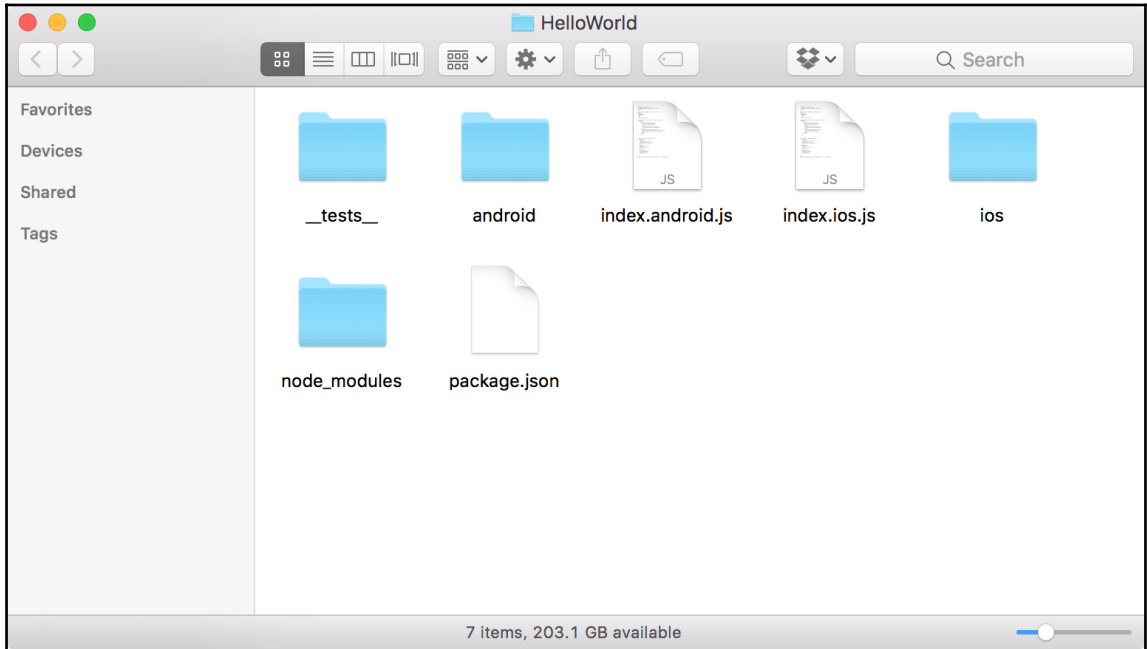 HelloWorld
Search
Favorites
Devices
Shared
Tags
JS
JS
__tests__ android index.android.js index.ios.js ios
node_modules package.json
7 items, 203.1 GB available